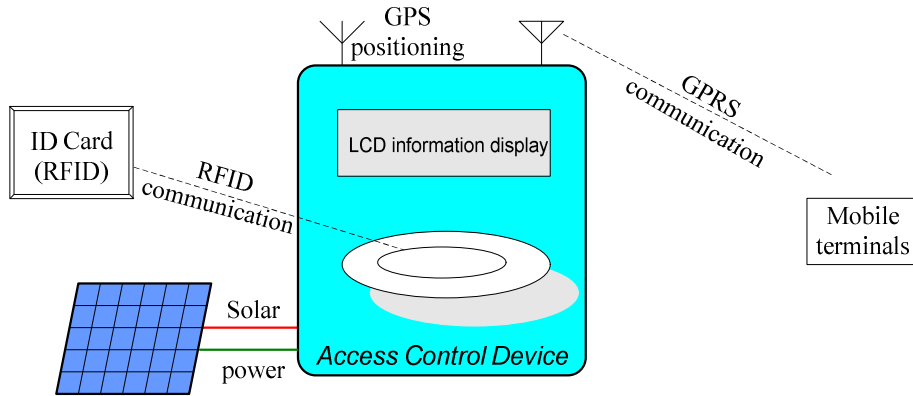 GPS
positioning
GPRS
communication
ID Card
(RFID)
LCD information display
RFID
communication
Mobile
terminals
Solar
power
Access Control Device